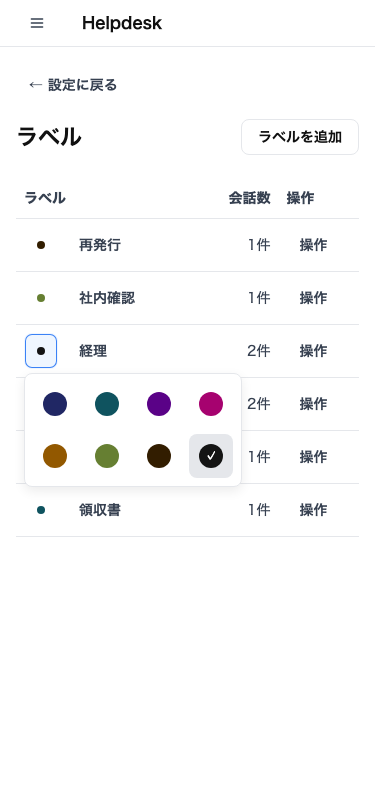 Helpdesk
← 設定に戻る
ラベル
ラベルを追加
ラベル 会話数 操作
再発行 1件 操作
社内確認 1件 操作
経理 2件 操作
2件 操作
1件 操作
領収書 1件 操作